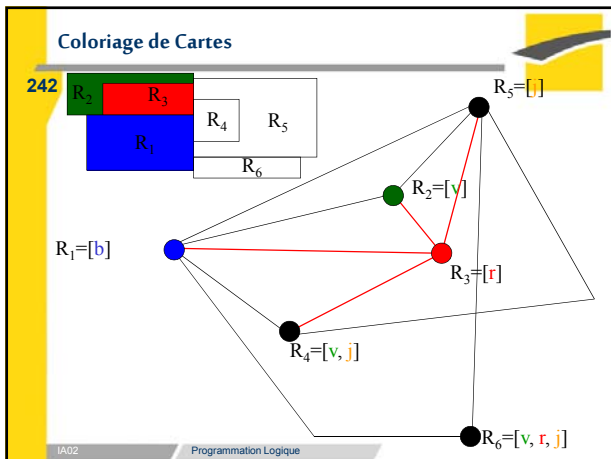 Coloriage de Cartes
242
R2
R3
R4
R5
R1
R6
R5=[j]
R2=[v]
R1=[b]
R3=[r]
R4=[v, j]
R6=[v, r, j]
IA02
Programmation Logique